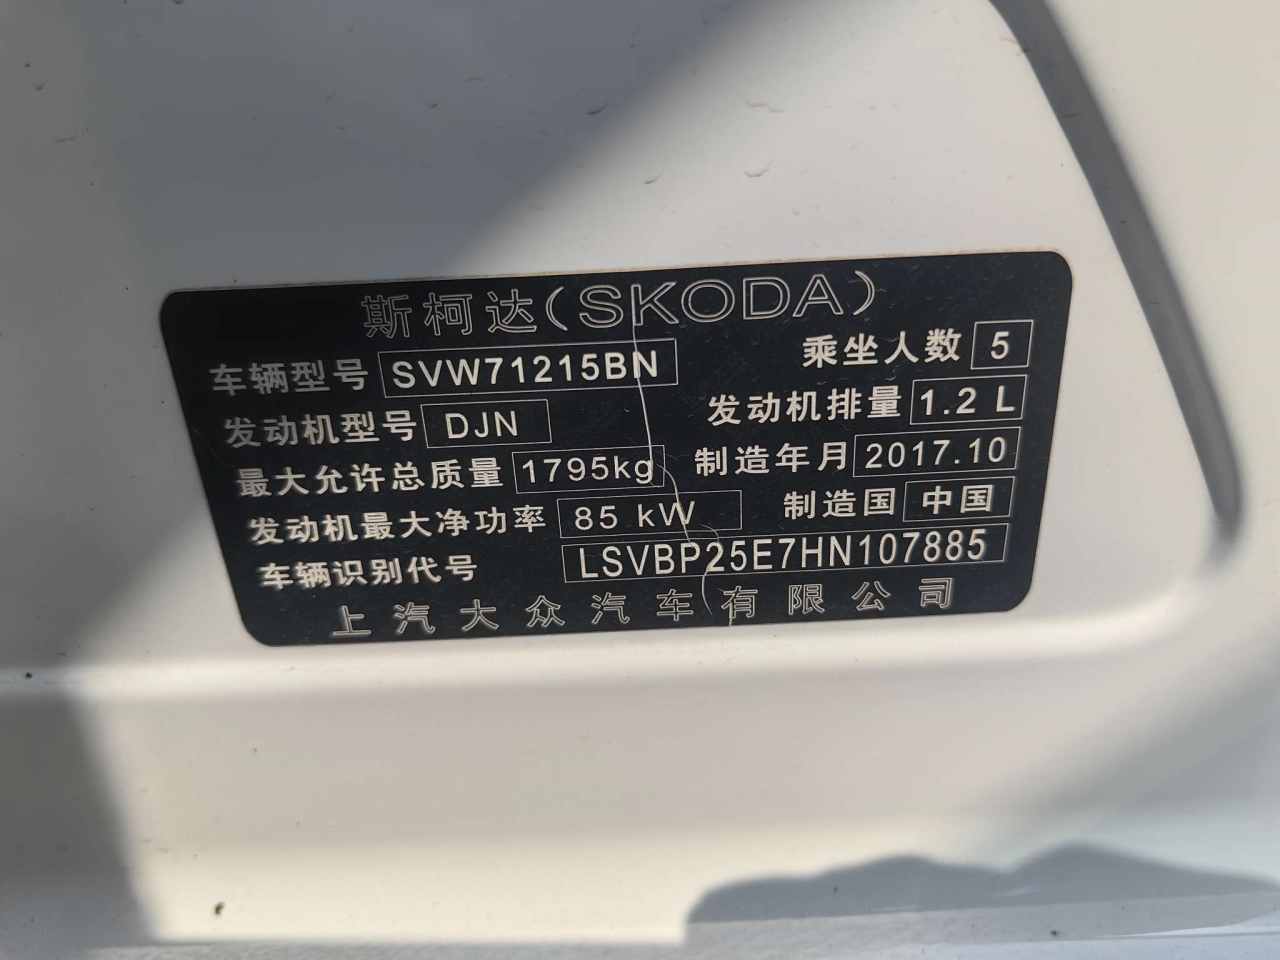 斯柯达(SKODA)
车辆型号 SVW71215BN 乘坐人数 5
发动机型号 DJN 发动机排量 1.2 L
最大允许总质量 1795kg 制造年月 2017.10
发动机最大净功率 85 kW 制造国 中国
车辆识别代号 LSVBP25E7HN107885
上汽大众汽车有限公司